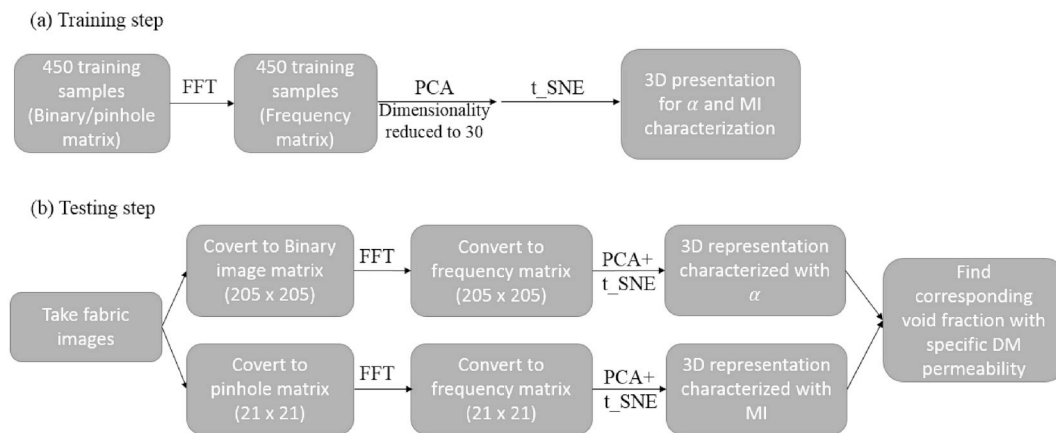 (a) Training step
450 training
samples
(Binary/pinhole
matrix)
FFT
450 training
samples
(Frequency
matrix)
PCA
Dimensionality
reduced to 30
t_SNE
3D presentation
for α and MI
characterization
(b) Testing step
Take fabric
images
Covert to Binary
image matrix
(205 x 205)
FFT
Convert to
frequency matrix
(205 x 205)
PCA+
t_SNE
3D representation
characterized with
α
Covert to
pinhole matrix
(21 x 21)
FFT
Convert to
frequency matrix
(21 x 21)
PCA+
t_SNE
3D representation
characterized with
MI
Find
corresponding
void fraction with
specific DM
permeability